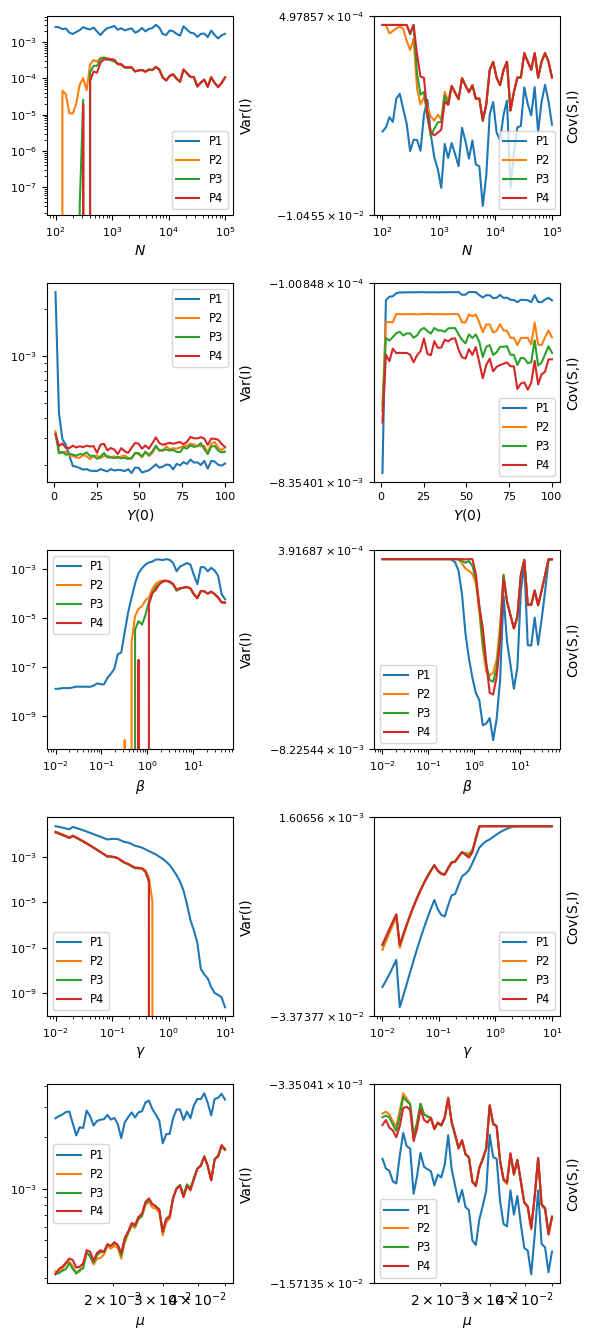 10⁻³
10⁻⁴
10⁻⁵
10⁻⁶
10⁻⁷
P1
P2
P3
P4
10² 10³ 10⁴ 10⁵
N
Var(I)
4.97857 × 10⁻⁴
−1.0455 × 10⁻²
P1
P2
P3
P4
10² 10³ 10⁴ 10⁵
N
Cov(S,I)
10⁻³
P1
P2
P3
P4
0 25 50 75 100
Y(0)
Var(I)
−1.00848 × 10⁻⁴
−8.35401 × 10⁻³
P1
P2
P3
P4
0 25 50 75 100
Y(0)
Cov(S,I)
10⁻³
10⁻⁵
10⁻⁷
10⁻⁹
P1
P2
P3
P4
10⁻² 10⁻¹ 10⁰ 10¹
β
Var(I)
3.91687 × 10⁻⁴
−8.22544 × 10⁻³
P1
P2
P3
P4
10⁻² 10⁻¹ 10⁰ 10¹
β
Cov(S,I)
10⁻³
10⁻⁵
10⁻⁷
10⁻⁹
P1
P2
P3
P4
10⁻² 10⁻¹ 10⁰ 10¹
γ
Var(I)
1.60656 × 10⁻³
−3.37377 × 10⁻²
P1
P2
P3
P4
10⁻² 10⁻¹ 10⁰ 10¹
γ
Cov(S,I)
10⁻³
P1
P2
P3
P4
2 × 10⁻² 3 × 10⁻² 4 × 10⁻²
μ
Var(I)
−3.35041 × 10⁻³
−1.57135 × 10⁻²
P1
P2
P3
P4
2 × 10⁻² 3 × 10⁻² 4 × 10⁻²
μ
Cov(S,I)